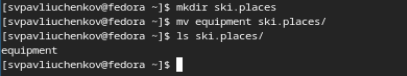 [svpavliuchenkov@fedora ~]$ mkdir ski.places
[svpavliuchenkov@fedora ~]$ mv equipment ski.places/
[svpavliuchenkov@fedora ~]$ ls ski.places/
equipment
[svpavliuchenkov@fedora ~]$